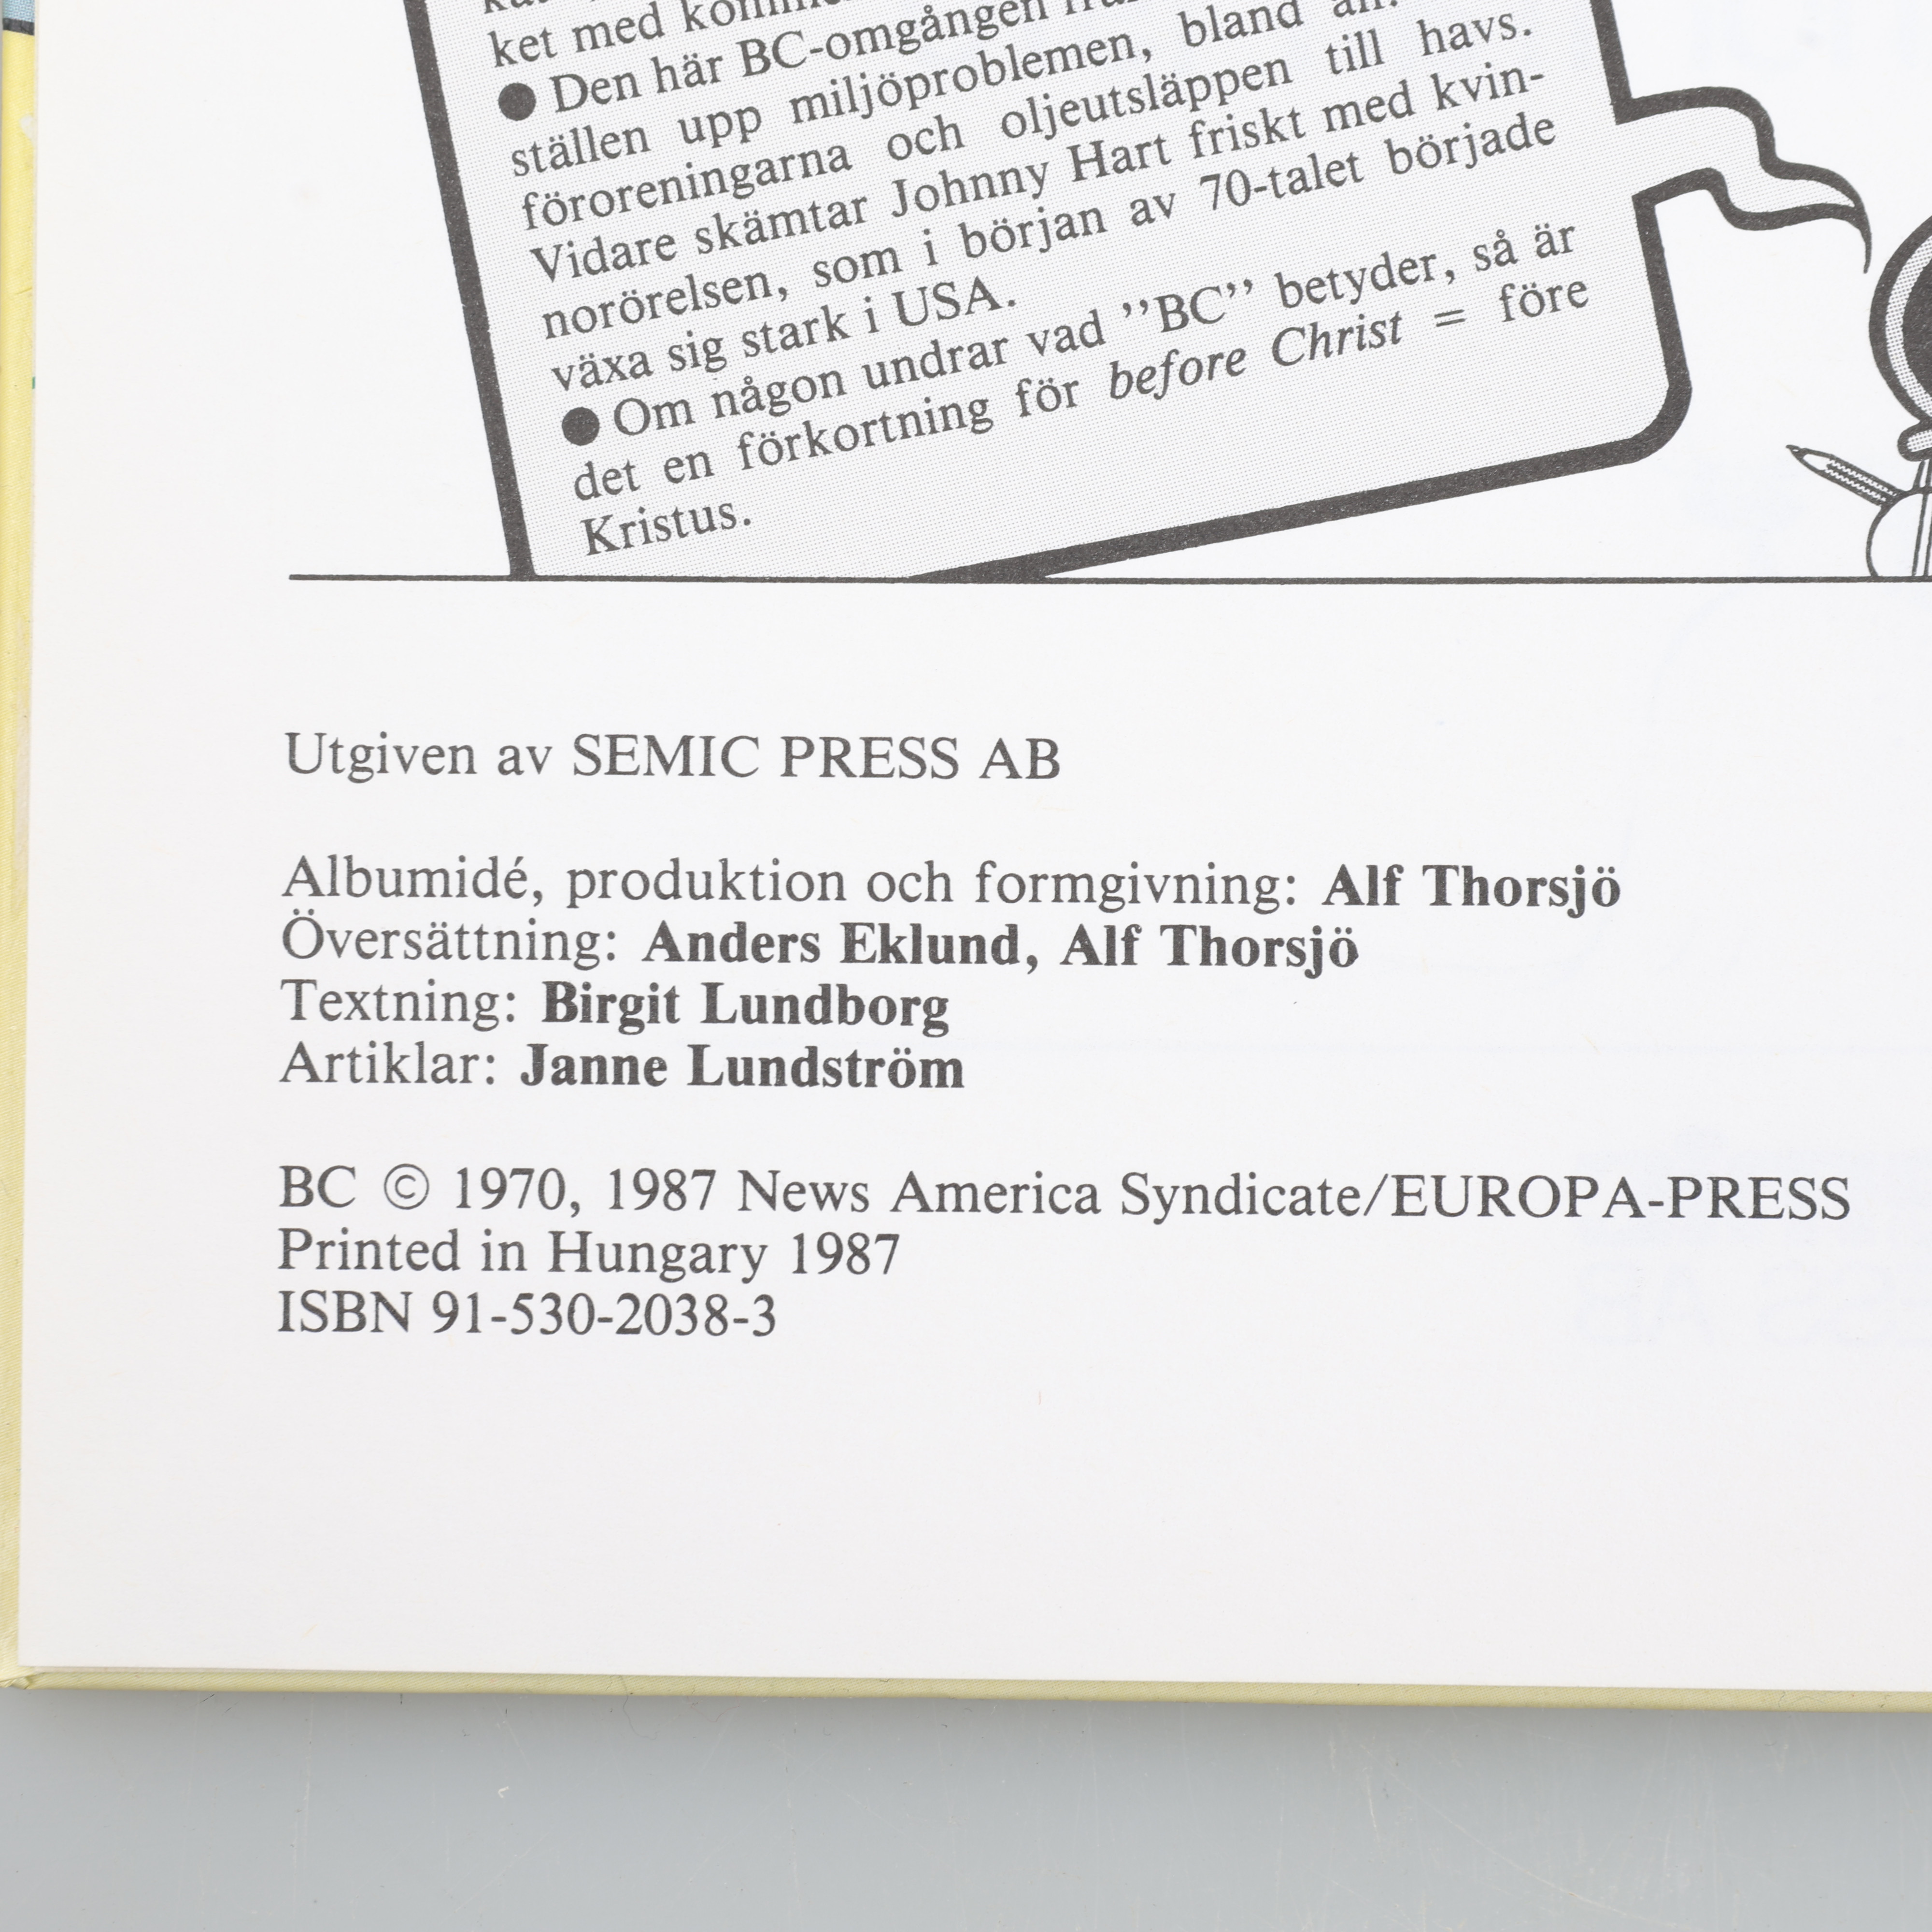 ket med
● Den här BC-omgången
ställen upp miljöproblemen, bland
föroreningarna och oljeutsläppen till havs.
Vidare skämtar Johnny Hart friskt med kvin-
norörelsen, som i början av 70-talet började
växa sig stark i USA.
● Om någon undrar vad ”BC” betyder, så är
det en förkortning för before Christ = före
Kristus.
Utgiven av SEMIC PRESS AB
Albumidé, produktion och formgivning: Alf Thorsjö
Översättning: Anders Eklund, Alf Thorsjö
Textning: Birgit Lundborg
Artiklar: Janne Lundström
BC © 1970, 1987 News America Syndicate/EUROPA-PRESS
Printed in Hungary 1987
ISBN 91-530-2038-3